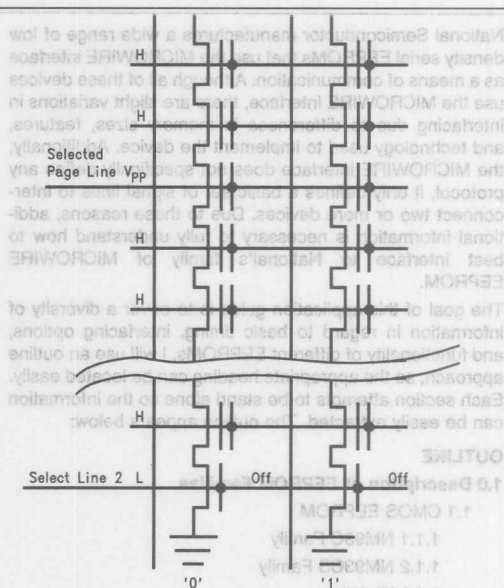 National Semiconductor manufactures a wide range of low
H
density serial EEPROMs that use the MICROWIRE interface
as a means of communication. Although all of these devices
use the MICROWIRE interface, there are slight variations in
H
interfacing due to differences in memory sizes, features,
and technology used to implement the device. Additionally,
Selected
the MICROWIRE interface does not specifically define any
Page Line VPP
protocol, it only defines a basic set of signal lines to inter-
connect two or more devices. Due to these reasons, addi-
H
tional information is necessary to fully understand how to
best interface to National's family of MICROWIRE
EEPROM.
H
The goal of this application guide is to cover a diversity of
information in regard to basic timing, interfacing options,
and functionality of different EEPROMs. I will use an outline
approach, so the appropriate heading can be located easily.
Each section attempts to be stand alone so the information
H
can be easily extracted. The outline appears below:
OUTLINE
Select Line 2 L Off Off
1.0 Description of EEPROM Families
1.1 CMOS EEPROM
1.1.1 NM93C Family
1.1.2 NM93CS Family
'0' '1'